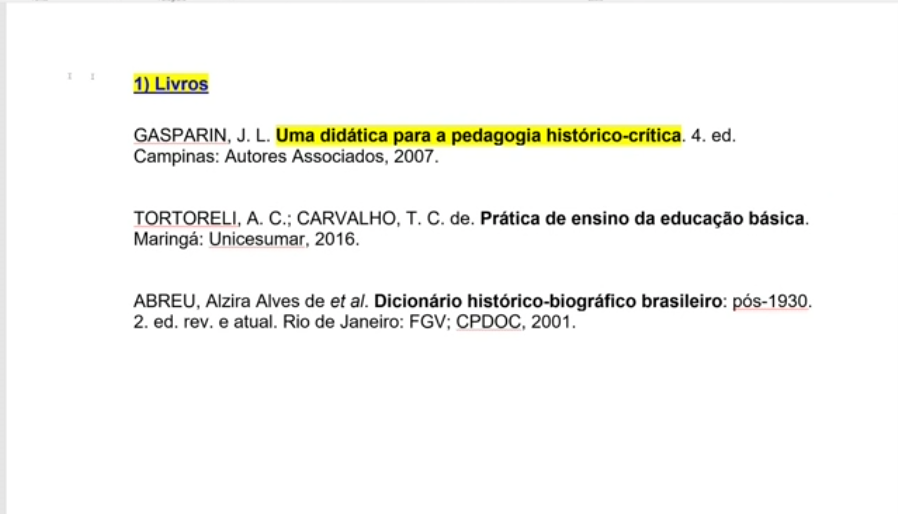 1) Livros
GASPARIN, J. L. Uma didática para a pedagogia histórico-crítica. 4. ed.
Campinas: Autores Associados, 2007.
TORTORELI, A. C.; CARVALHO, T. C. de. Prática de ensino da educação básica.
Maringá: Unicesumar, 2016.
ABREU, Alzira Alves de et al. Dicionário histórico-biográfico brasileiro: pós-1930.
2. ed. rev. e atual. Rio de Janeiro: FGV; CPDOC, 2001.